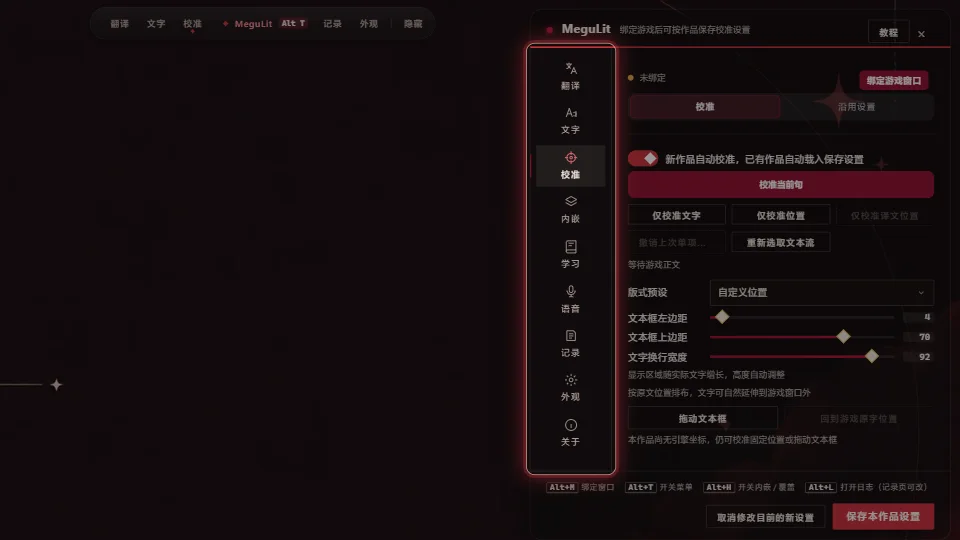 翻译 文字 校准 MeguLit Alt T 记录 外观 隐藏
MeguLit 绑定游戏后可按作品保存校准设置 教程 ×
翻译
文字
校准
内嵌
学习
语音
记录
外观
关于
未绑定 绑定游戏窗口
校准 沿用设置
新作品自动校准，已有作品自动载入保存设置
校准当前句
仅校准文字 仅校准位置 仅校准译文位置
撤销上次单项... 重新选取文本流
等待游戏正文
版式预设 自定义位置
文本框左边距 4
文本框上边距 70
文字换行宽度 92
显示区域随实际文字增长，高度自动调整
按原文位置排布，文字可自然延伸到游戏窗口外
拖动文本框 回到游戏原字位置
本作品尚无引擎坐标，仍可校准固定位置或拖动文本框
Alt+M 绑定窗口 Alt+T 开关菜单 Alt+H 开关内嵌 / 覆盖 Alt+L 打开日志（记录页可改）
取消修改目前的新设置 保存本作品设置